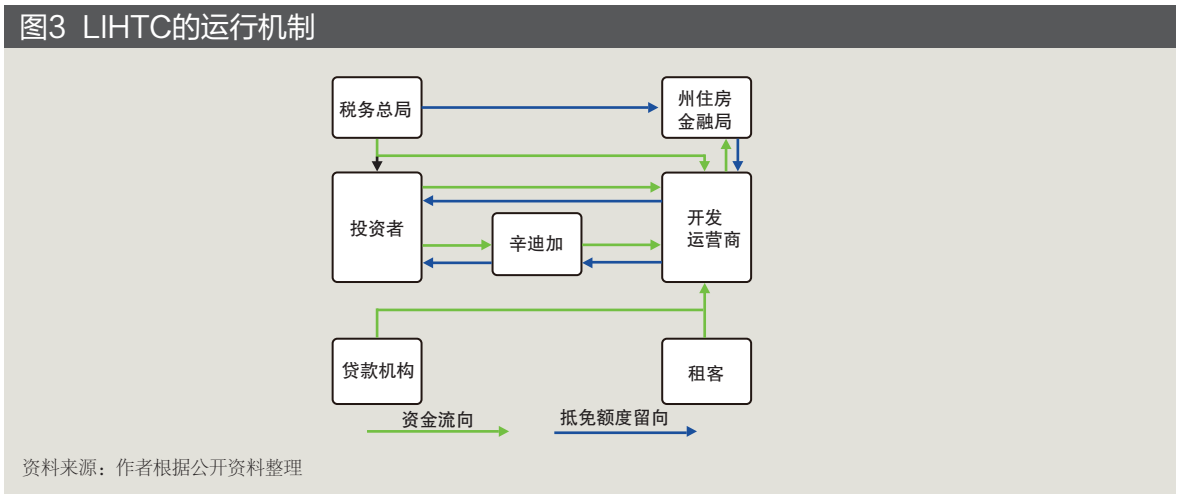 图3 LIHTC的运行机制
税务总局
州住房
金融局
投资者
辛迪加
开发
运营商
贷款机构
租客
资金流向
抵免额度留向
资料来源：作者根据公开资料整理